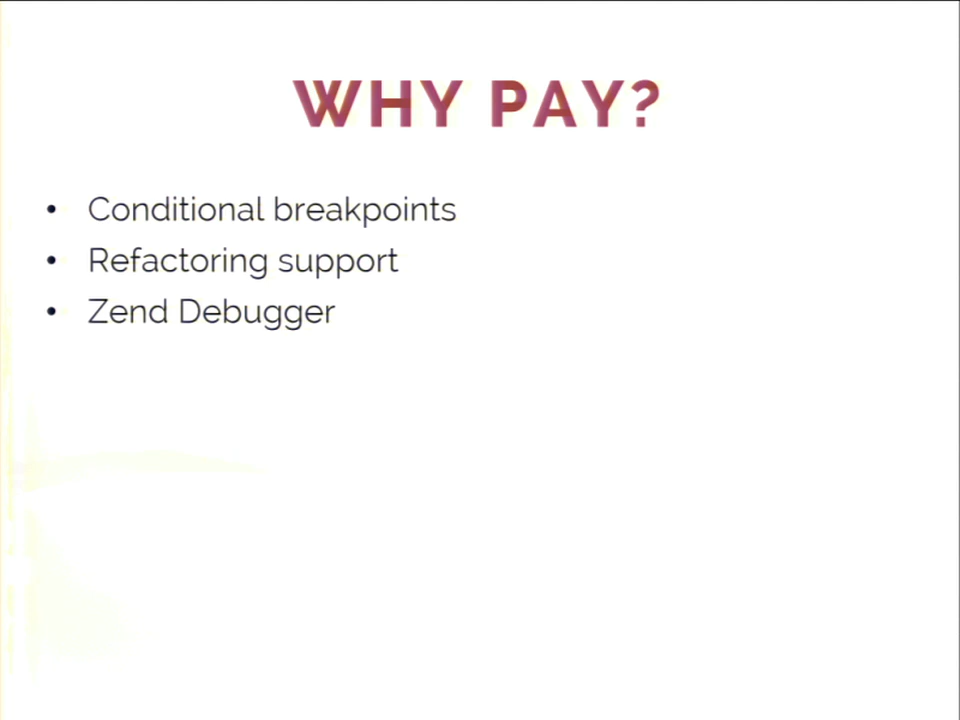 WHY PAY?
• Conditional breakpoints
• Refactoring support
• Zend Debugger